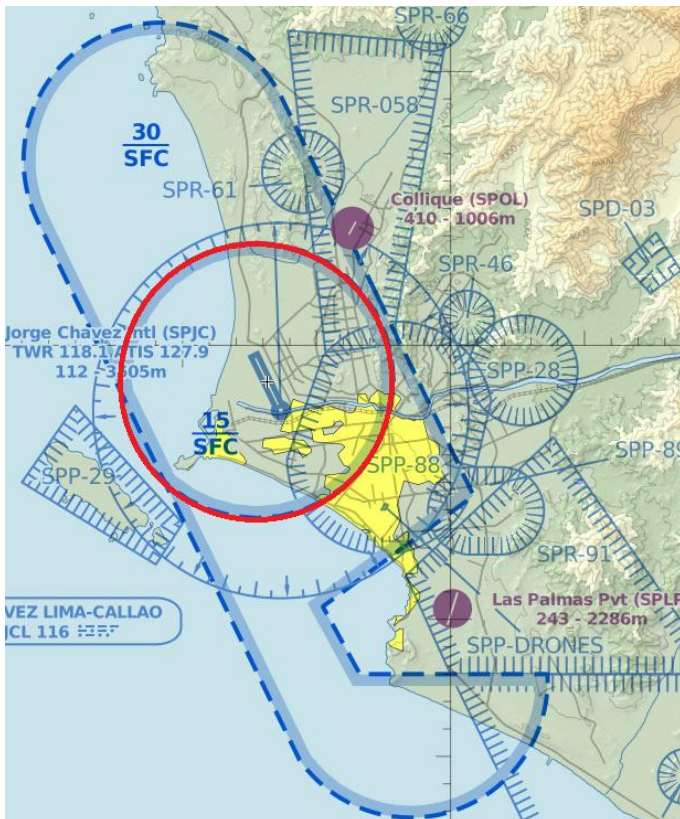 SPR-66
SPR-058
30
SFC
SPR-61
Collique (SPOL)
410 - 1006m
SPD-03
SPR-46
Jorge Chavez Intl (SPJC)
TWR 118.1 ATIS 127.9
112 - 3505m
SPP-28
15
SFC
SPP-88
SPP-89
SPP-29
SPR-91
VEZ LIMA-CALLAO
JCL 116
Las Palmas Pvt (SPLP
243 - 2286m
SPP-DRONES